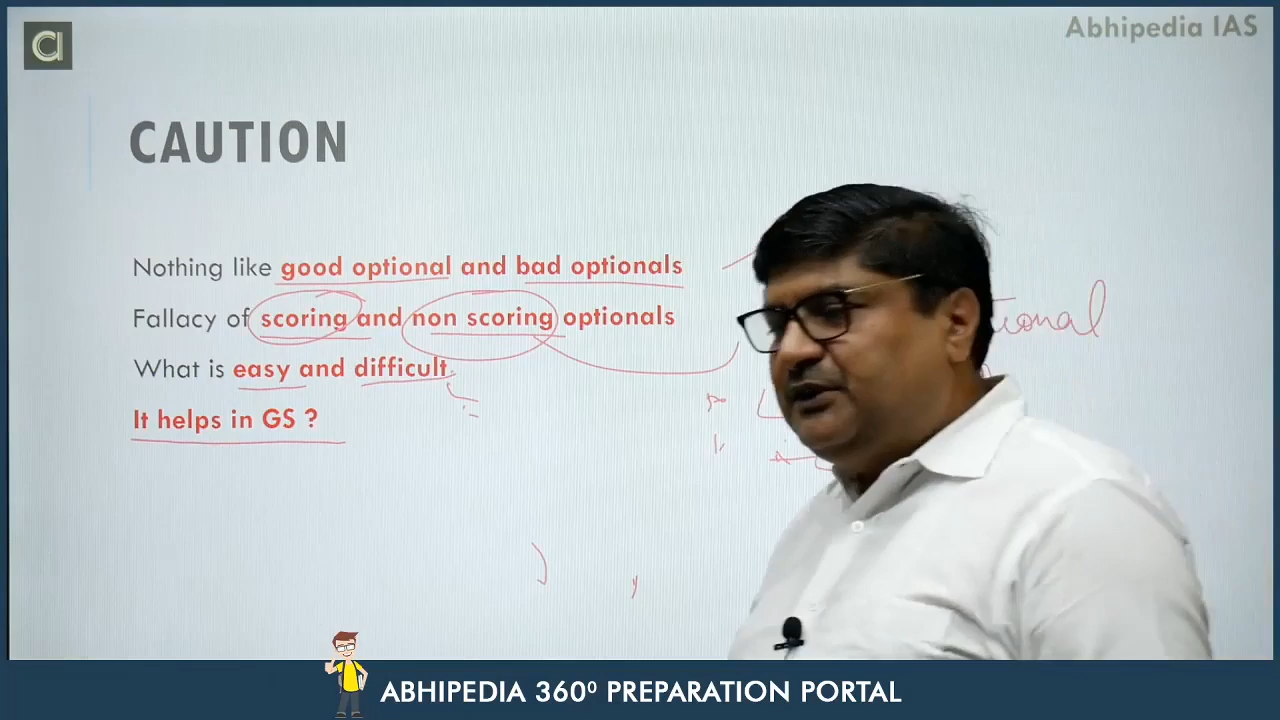 Abhipedia IAS
CAUTION
Nothing like good optional and bad optionals
Fallacy of scoring and non scoring optionals
What is easy and difficult
It helps in GS ?
tional
ABHIPEDIA 360⁰ PREPARATION PORTAL